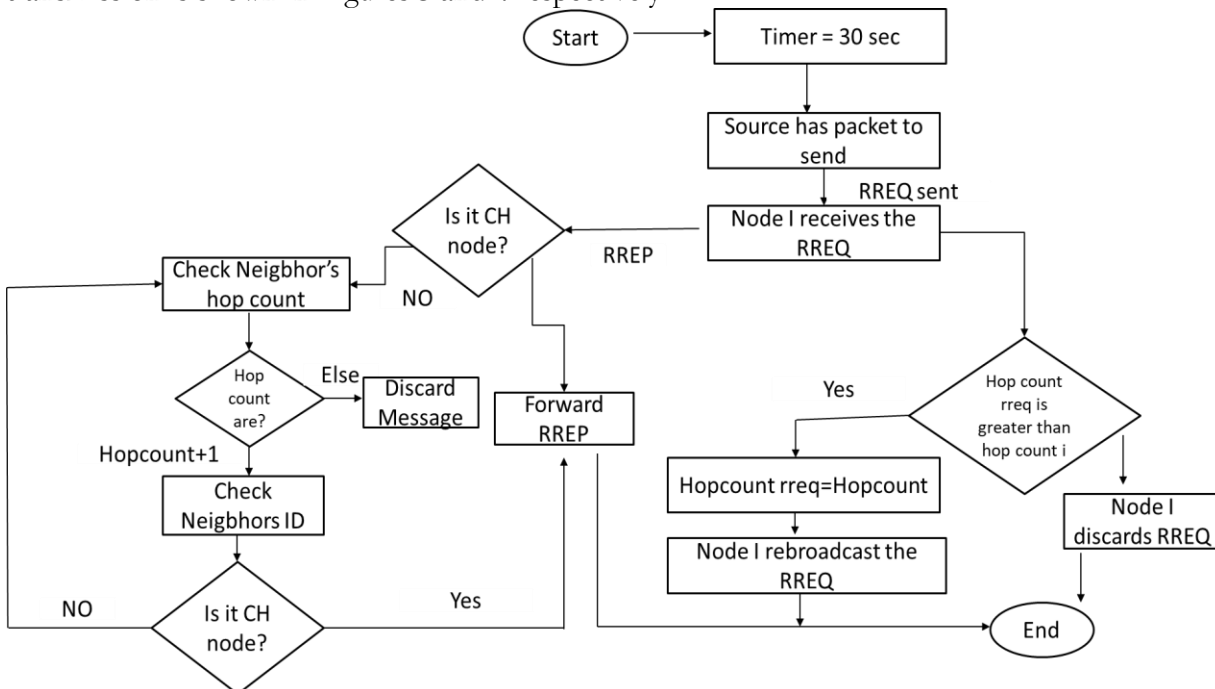 Start
Timer = 30 sec
Source has packet to
send
RREQ sent
Node I receives the
RREQ
RREP
Is it CH
node?
NO
Check Neigbhor's
hop count
Hop
count
are?
Else
Discard
Message
Hopcount+1
Check
Neigbhors ID
Is it CH
node?
NO
Yes
Forward
RREP
Hop count
rreq is
greater than
hop count i
Yes
Hopcount rreq=Hopcount
Node I rebroadcast the
RREQ
Node I
discards RREQ
End